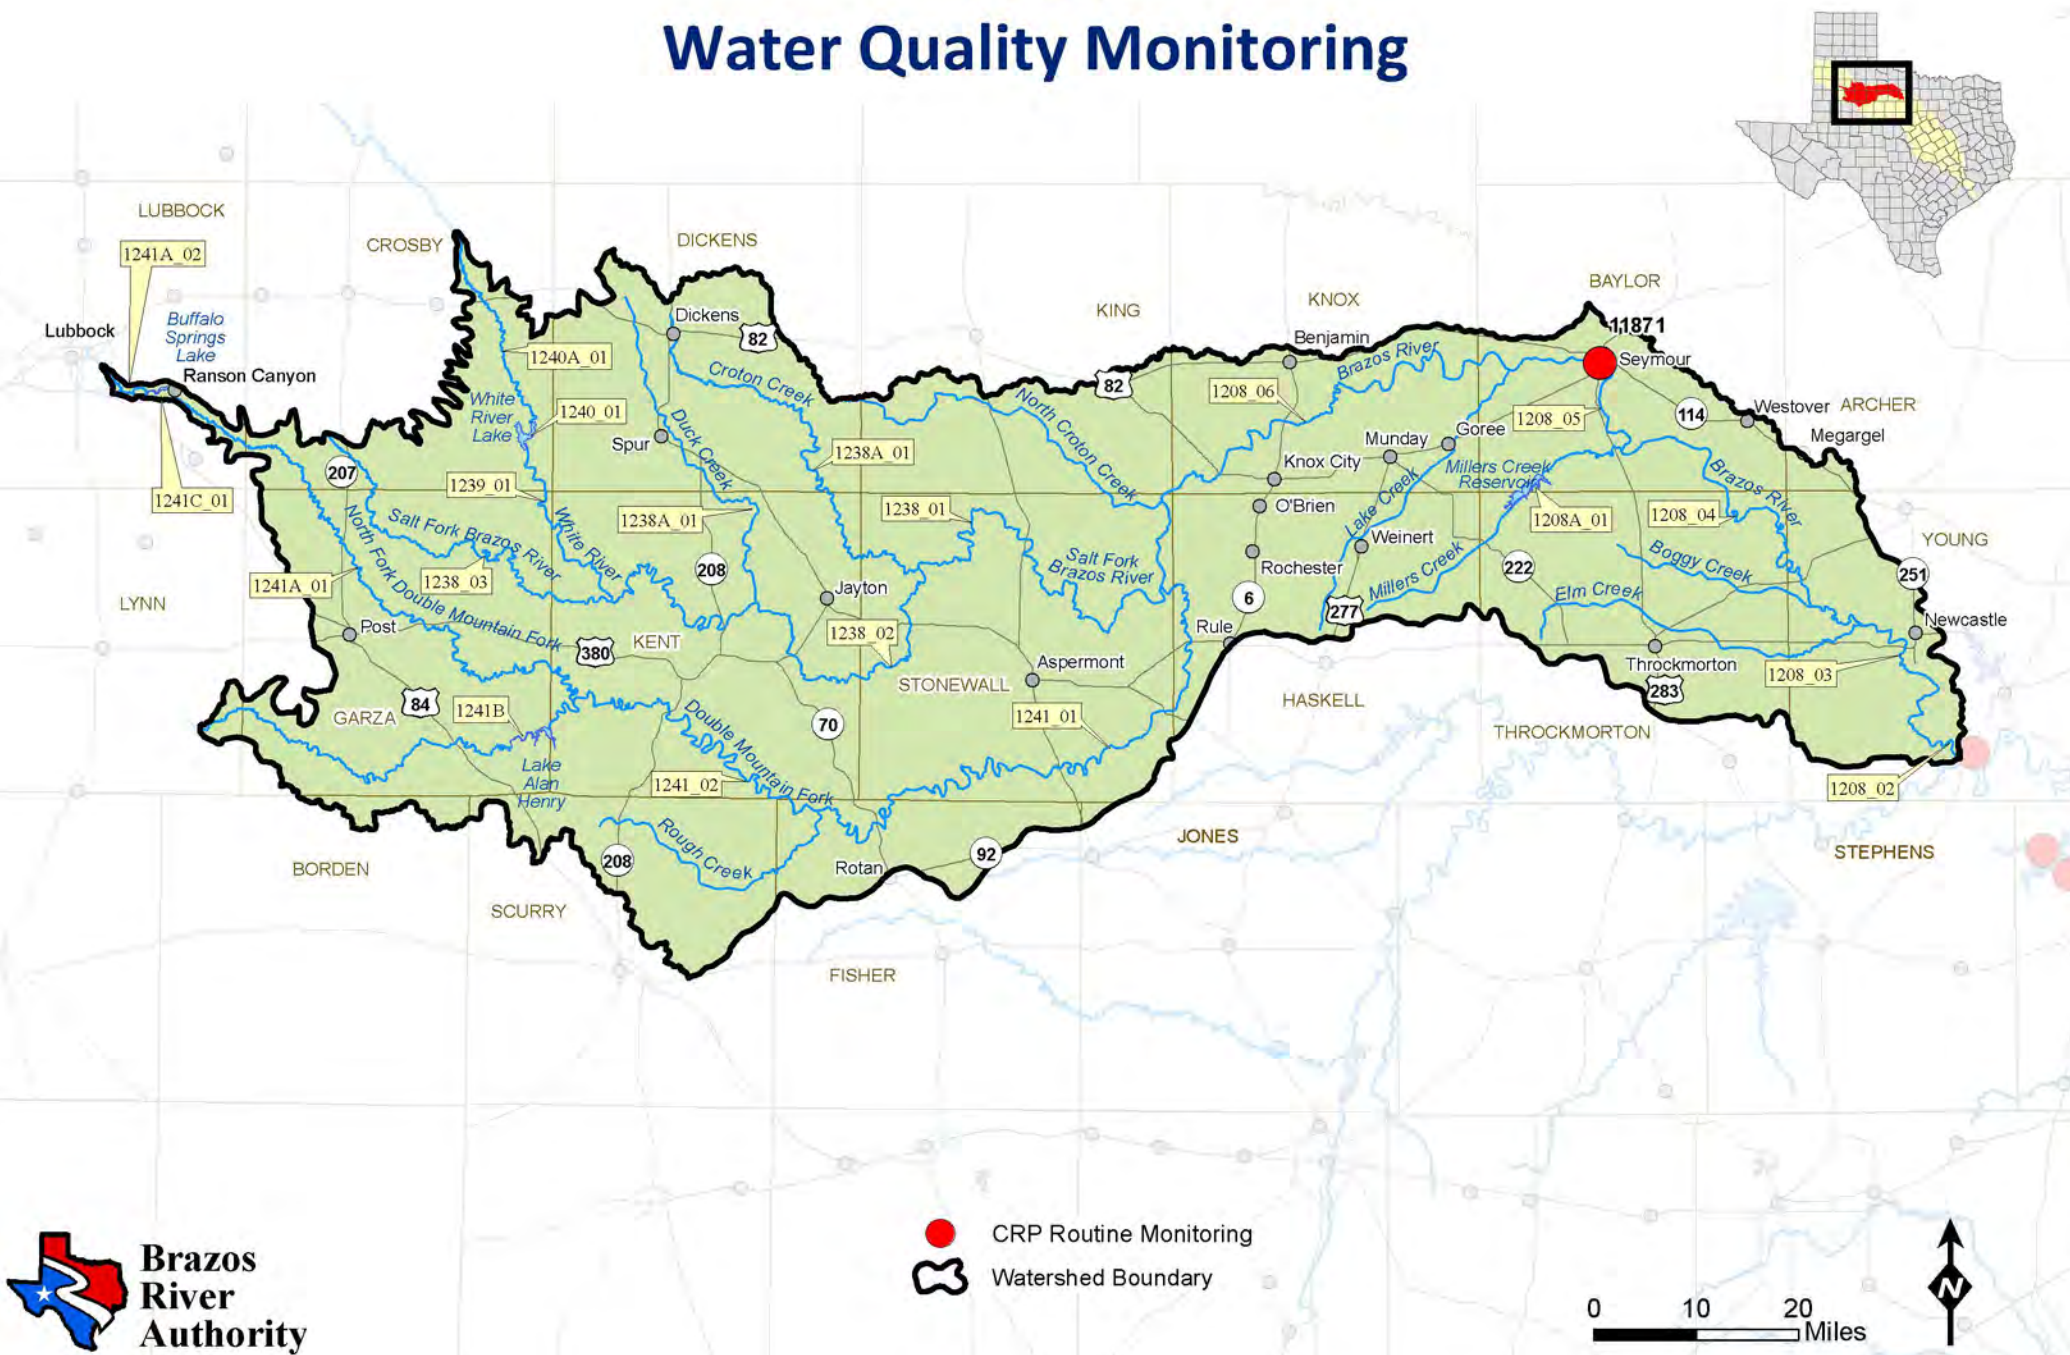 Water Quality Monitoring
LUBBOCK
CROSBY
DICKENS
1241A_02
KING
KNOX
BAYLOR
Lubbock
Buffalo
Springs
Lake
Ranson Canyon
Dickens
82
1240A_01
Croton Creek
82
Benjamin
Brazos River
11871
Seymour
1208_06
1208_05
114
Westover
ARCHER
Megargel
White
River
Lake
1240_01
Spur
Duck Creek
1238A_01
North Croton Creek
Munday
Goree
Knox City
Millers Creek
Reservoir
Brazos River
207
1241C_01
1239_01
1238A_01
1238_01
O'Brien
Lake Creek
1208A_01
1208_04
North Fork Double Mountain Fork
Salt Fork Brazos River
White River
Weinert
YOUNG
1241A_01
1238_03
208
Salt Fork
Brazos River
Rochester
Millers Creek
222
Boggy Creek
251
LYNN
Jayton
6
277
Elm Creek
Post
380
KENT
1238_02
Rule
Newcastle
Aspermont
Throckmorton
1208_03
STONEWALL
283
GARZA
84
1241B
Double Mountain Fork
70
1241_01
HASKELL
THROCKMORTON
Lake
Alan
Henry
1241_02
1208_02
Rough Creek
208
Rotan
92
JONES
STEPHENS
BORDEN
SCURRY
FISHER
CRP Routine Monitoring
Watershed Boundary
Brazos
River
Authority
0 10 20
Miles
N